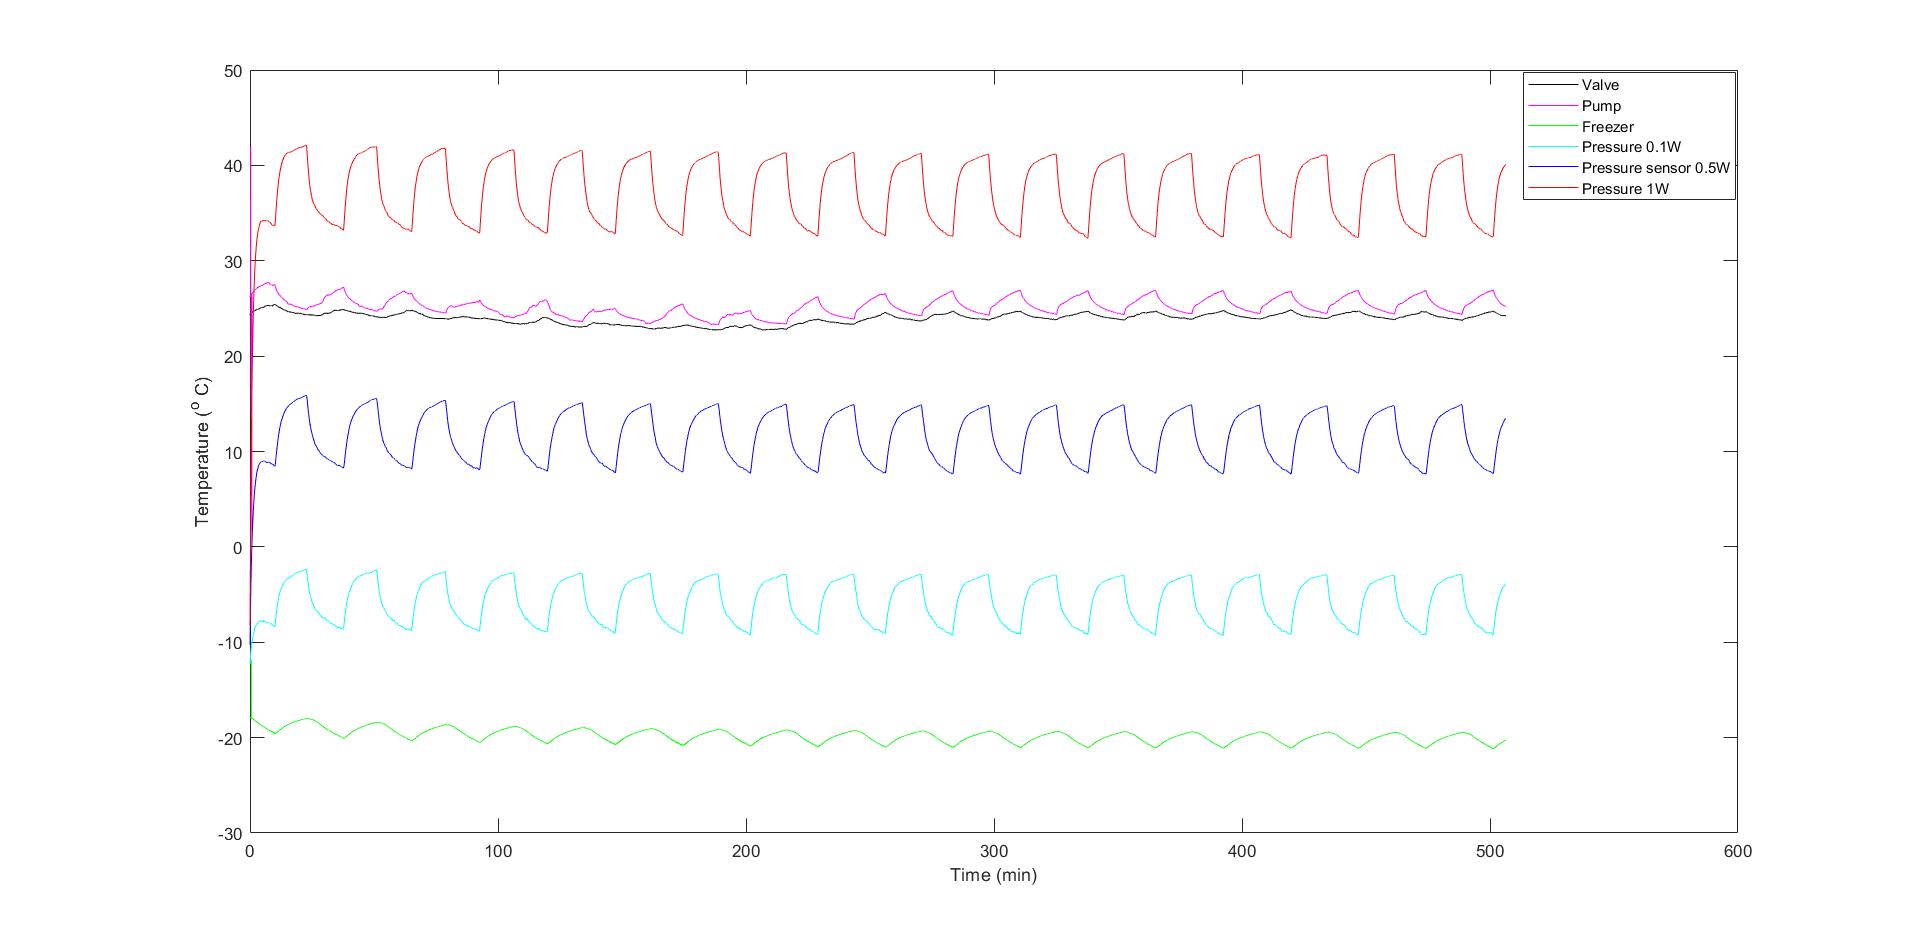 50
40
30
20
10
0
-10
-20
-30
Temperature (° C)
0
100
200
300
400
500
600
Time (min)
Valve
Pump
Freezer
Pressure 0.1W
Pressure sensor 0.5W
Pressure 1W